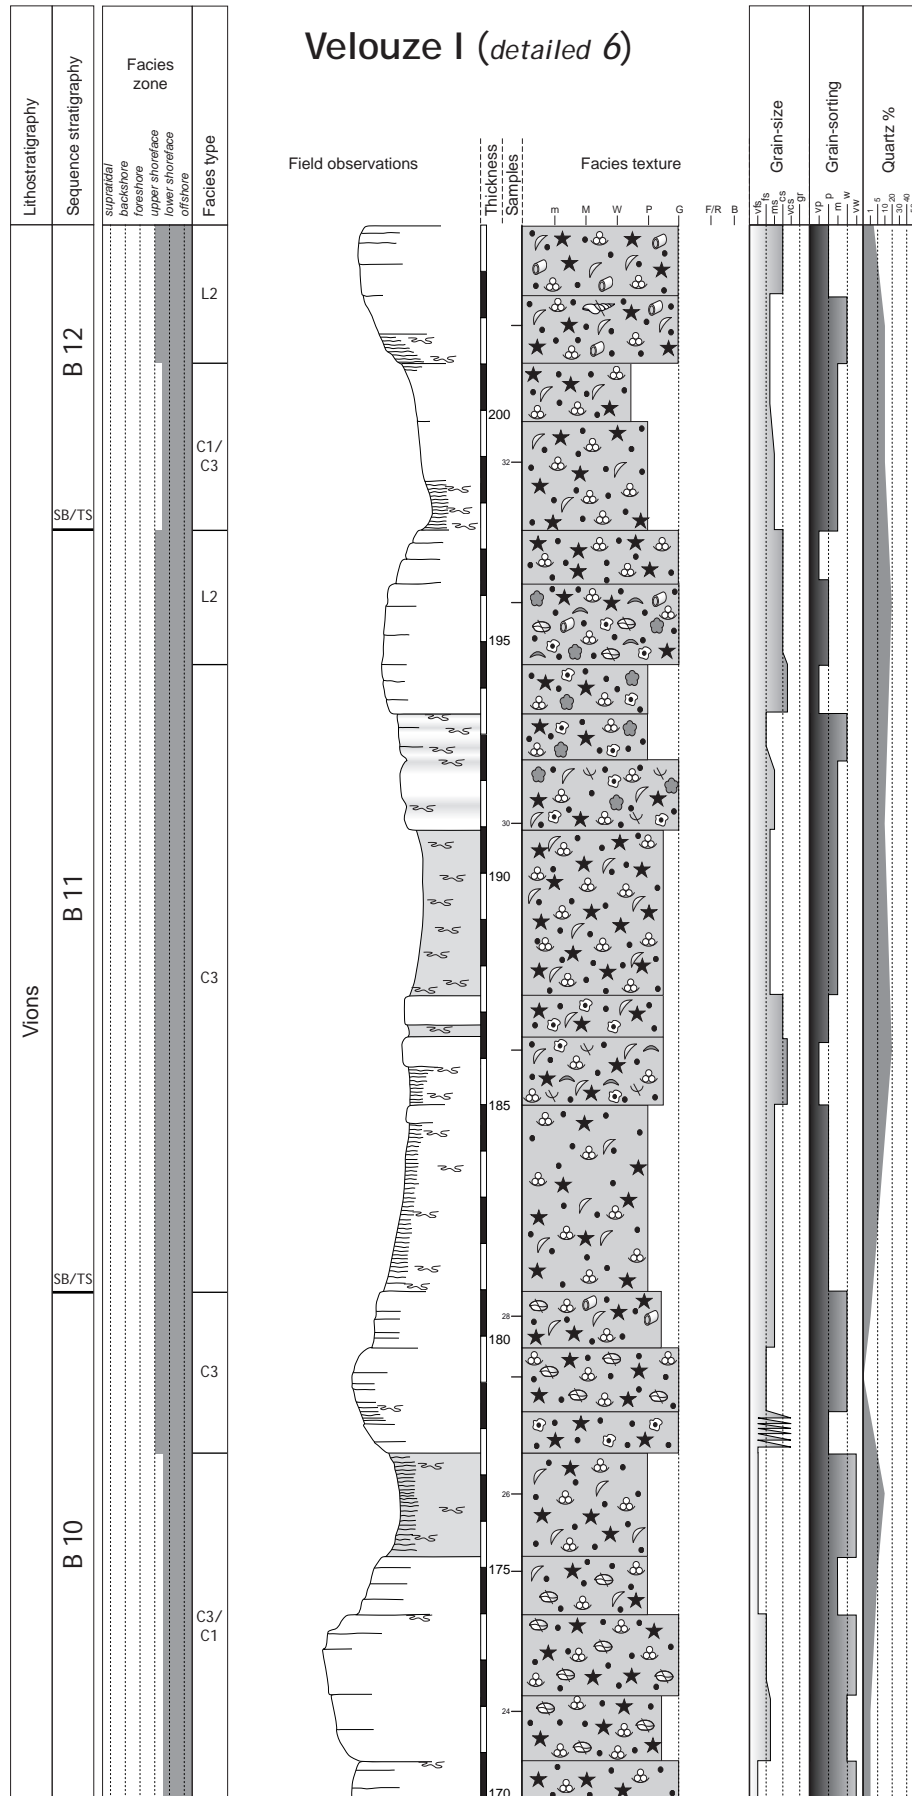 Velouze I (detailed 6)
Lithostratigraphy
Sequence stratigraphy
Facies
zone
supratidal
backshore
foreshore
upper shoreface
lower shoreface
offshore
Facies type
Field observations
Thickness
Samples
Facies texture
m M W P G F/R B
Grain-size
vfs fs ms cs vcs gr
Grain-sorting
vp p m w vw
Quartz %
1 5 10 20 30 40
L2
B 12
200
C1/
C3
32
SB/TS
L2
195
30
190
B 11
C3
Vions
185
SB/TS
28
180
C3
26
B 10
175
C3/
C1
24
170